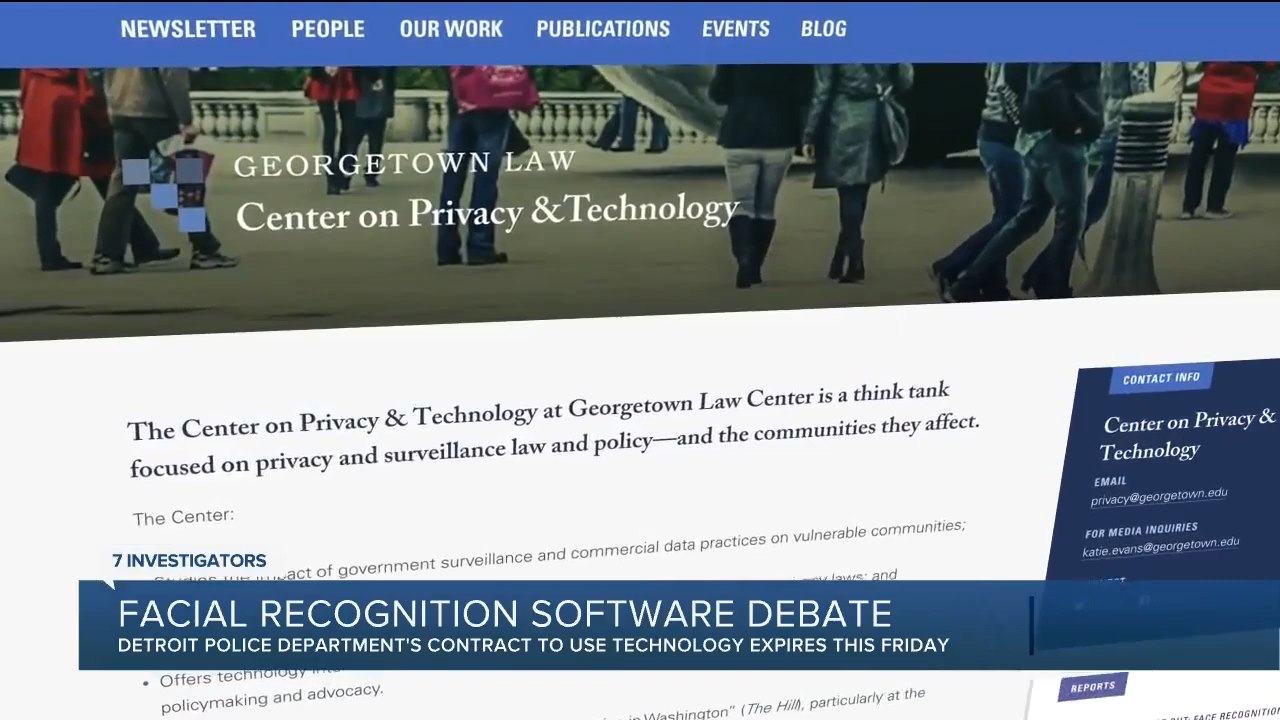 NEWSLETTER PEOPLE OUR WORK PUBLICATIONS EVENTS BLOG
GEORGETOWN LAW
Center on Privacy &Technology
The Center on Privacy & Technology at Georgetown Law Center is a think tank
focused on privacy and surveillance law and policy—and the communities they affect.
The Center:
impact of government surveillance and commercial data practices on vulnerable communities;
laws; and
CONTACT INFO
Center on Privacy &
Technology
EMAIL
privacy@georgetown.edu
FOR MEDIA INQUIRIES
katie.evans@georgetown.edu
7 INVESTIGATORS
FACIAL RECOGNITION SOFTWARE DEBATE
DETROIT POLICE DEPARTMENT'S CONTRACT TO USE TECHNOLOGY EXPIRES THIS FRIDAY
• Offers technology
policymaking and advocacy.
in Washington” (The Hill), particularly at the
REPORTS
FACE RECOGNITION